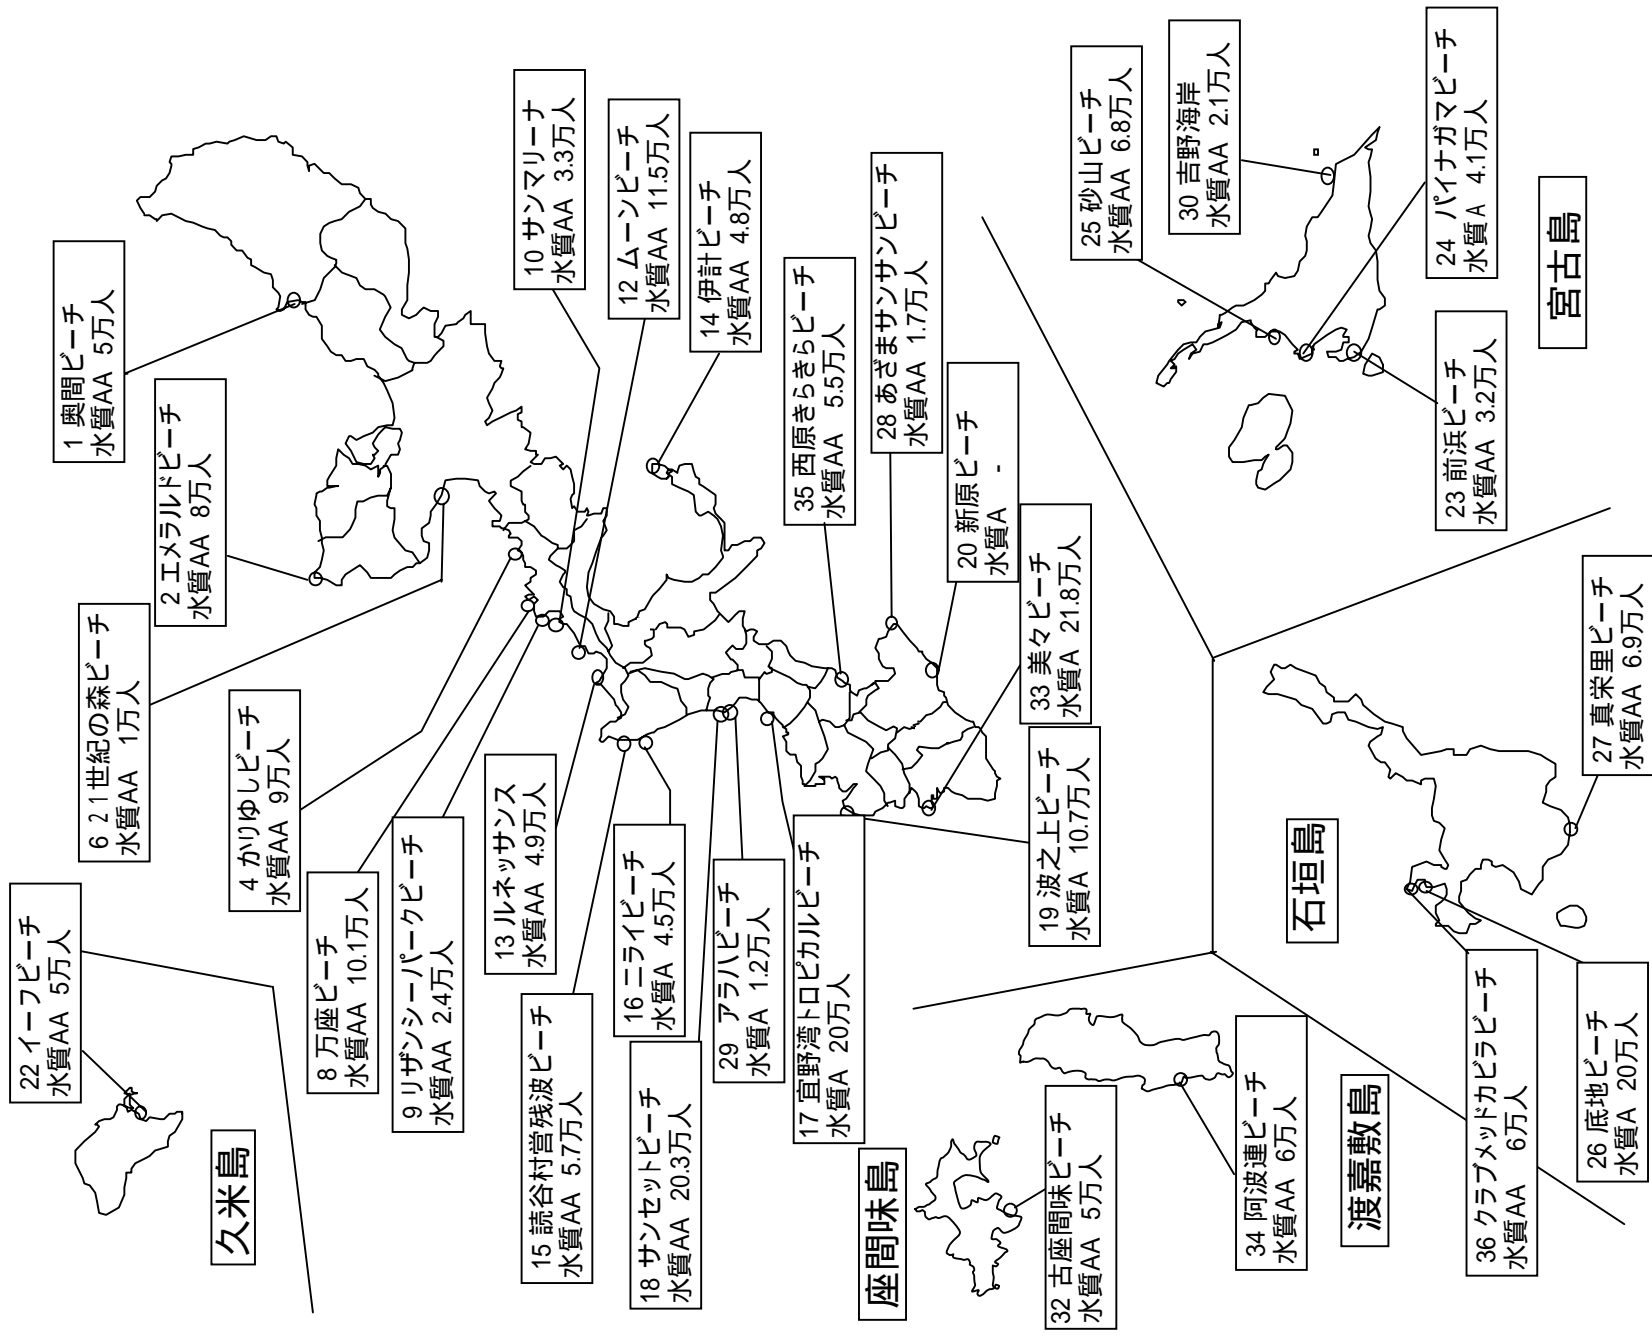 22 イーフビーチ
水質AA 5万人
久米島
6 21世紀の森ビーチ
水質AA 1万人
1 奥間ビーチ
水質AA 5万人
2 エメラルドビーチ
水質AA 8万人
4 かりゆしビーチ
水質AA 9万人
8 万座ビーチ
水質AA 10.1万人
9 リザンシーパークビーチ
水質AA 2.4万人
13 ルネッサンス
水質AA 4.9万人
10 サンマリーナ
水質AA 3.3万人
12 ムーンビーチ
水質AA 11.5万人
14 伊計ビーチ
水質AA 4.8万人
15 読谷村営残波ビーチ
水質AA 5.7万人
16 ニライビーチ
水質A 4.5万人
18 サンセットビーチ
水質AA 20.3万人
29 アラハビーチ
水質A 1.2万人
17 宜野湾トロピカルビーチ
水質A 20万人
35 西原きらきらビーチ
水質AA 5.5万人
28 あざまサンサンビーチ
水質AA 1.7万人
20 新原ビーチ
水質A -
33 美々ビーチ
水質A 21.8万人
19 波之上ビーチ
水質A 10.7万人
座間味島
32 古座間味ビーチ
水質AA 5万人
34 阿波連ビーチ
水質AA 6万人
渡嘉敷島
25 砂山ビーチ
水質AA 6.8万人
30 吉野海岸
水質AA 2.1万人
24 パイナガマビーチ
水質A 4.1万人
23 前浜ビーチ
水質AA 3.2万人
宮古島
石垣島
27 真栄里ビーチ
水質AA 6.9万人
36 クラブメッドカビラビーチ
水質AA 6万人
26 底地ビーチ
水質A 20万人